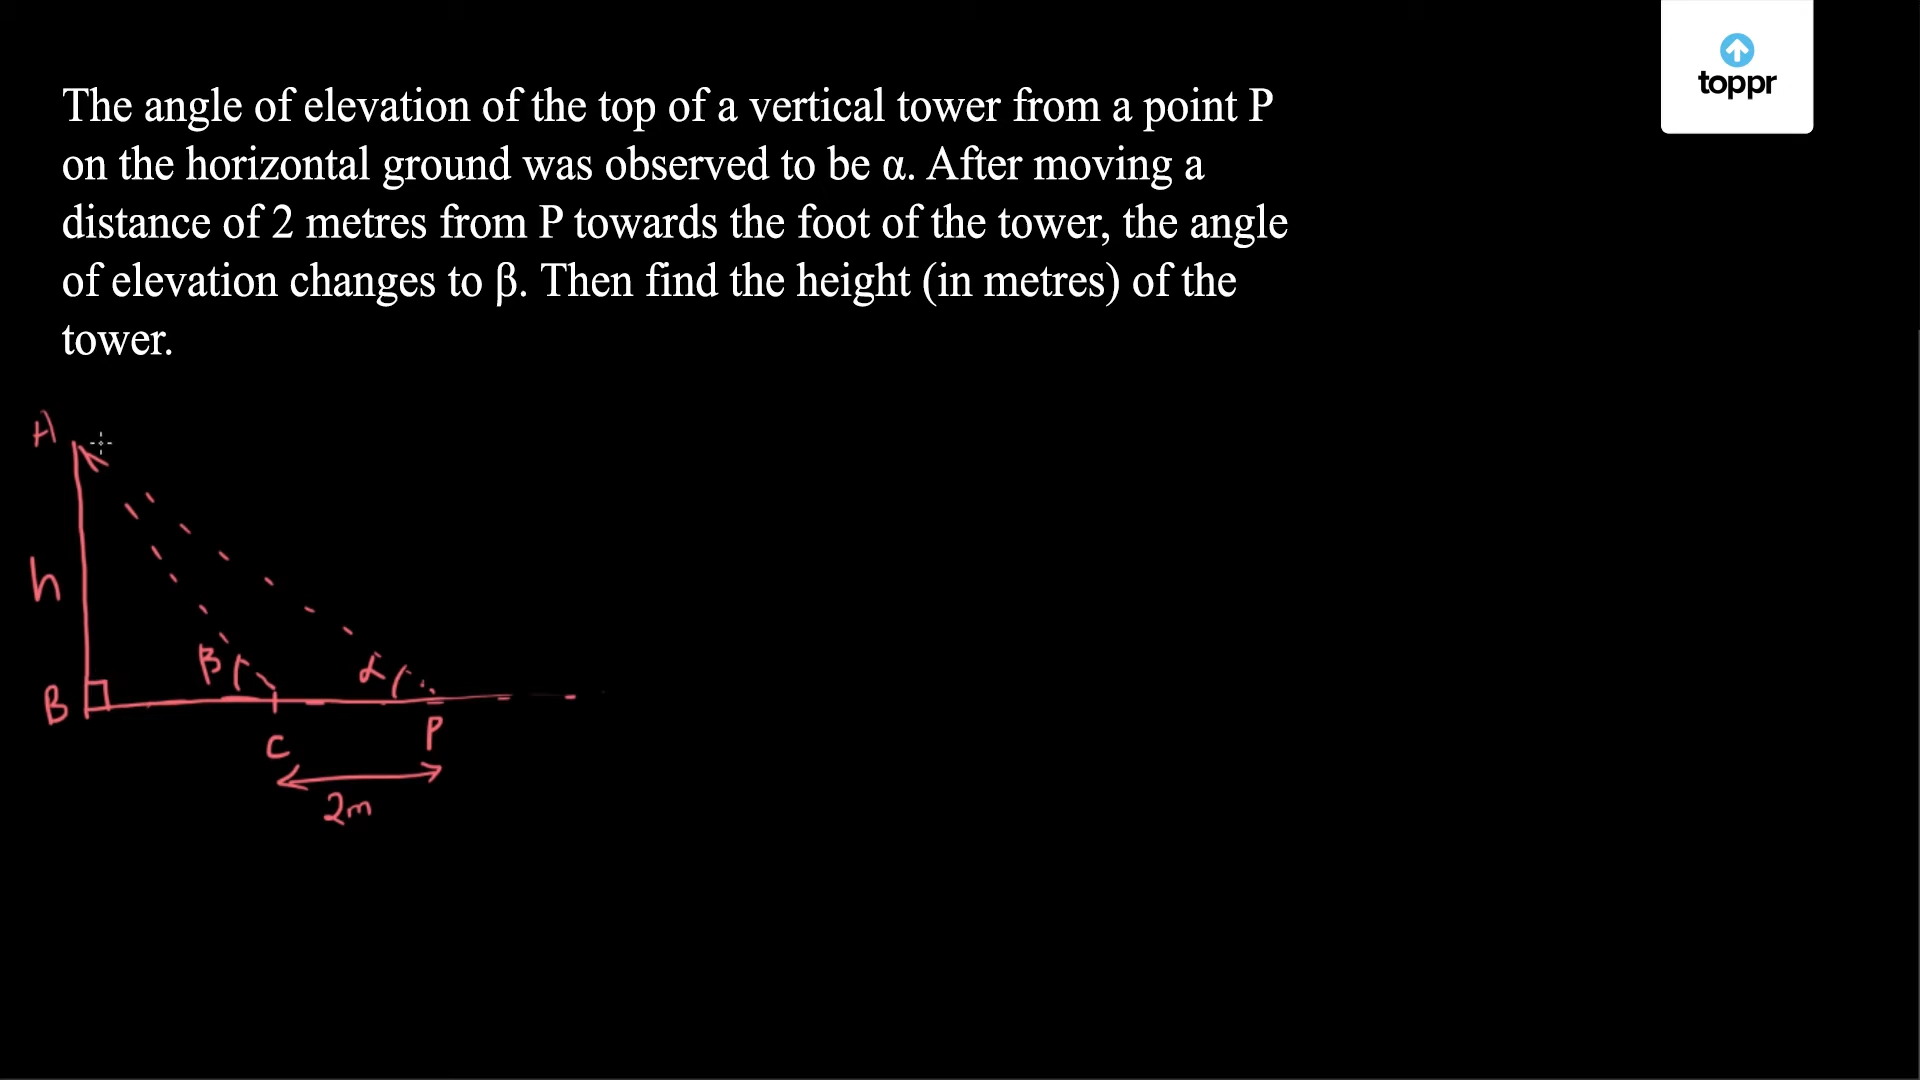 toppr
The angle of elevation of the top of a vertical tower from a point P
on the horizontal ground was observed to be α. After moving a
distance of 2 metres from P towards the foot of the tower, the angle
of elevation changes to β. Then find the height (in metres) of the
tower.
A
h
β α
B
C P
2m